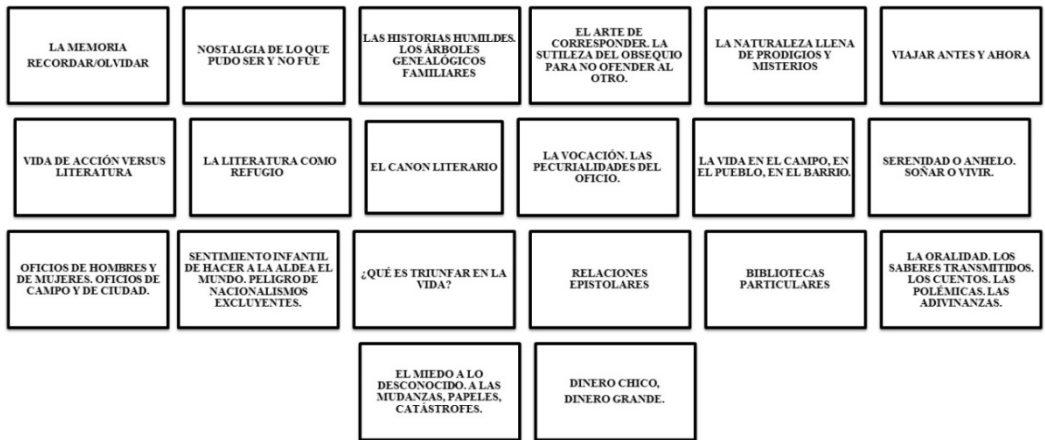 LA MEMORIA
RECORDAR/OLVIDAR
NOSTALGIA DE LO QUE
PUDO SER Y NO FUE
LAS HISTORIAS HUMILDES.
LOS ÁRBOLES
GENEALÓGICOS
FAMILIARES
EL ARTE DE
CORRESPONDER. LA
SUTILEZA DEL OBSEQUIO
PARA NO OFENDER AL
OTRO.
LA NATURALEZA LLENA
DE PRODIGIOS Y
MISTERIOS
VIAJAR ANTES Y AHORA
VIDA DE ACCIÓN VERSUS
LITERATURA
LA LITERATURA COMO
REFUGIO
EL CANON LITERARIO
LA VOCACIÓN. LAS
PECURIALIDADES DEL
OFICIO.
LA VIDA EN EL CAMPO, EN
EL PUEBLO, EN EL BARRIO.
SERENIDAD O ANHELO.
SOÑAR O VIVIR.
OFICIOS DE HOMBRES Y
DE MUJERES. OFICIOS DE
CAMPO Y DE CIUDAD.
SENTIMIENTO INFANTIL
DE HACER A LA ALDEA EL
MUNDO. PELIGRO DE
NACIONALISMOS
EXCLUYENTES.
¿QUÉ ES TRIUNFAR EN LA
VIDA?
RELACIONES
EPISTOLARES
BIBLIOTECAS
PARTICULARES
LA ORALIDAD. LOS
SABERES TRANSMITIDOS.
LOS CUENTOS. LAS
POLÉMICAS. LAS
ADIVINANZAS.
EL MIEDO A LO
DESCONOCIDO. A LAS
MUDANZAS, PAPELES,
CATÁSTROFES.
DINERO CHICO,
DINERO GRANDE.